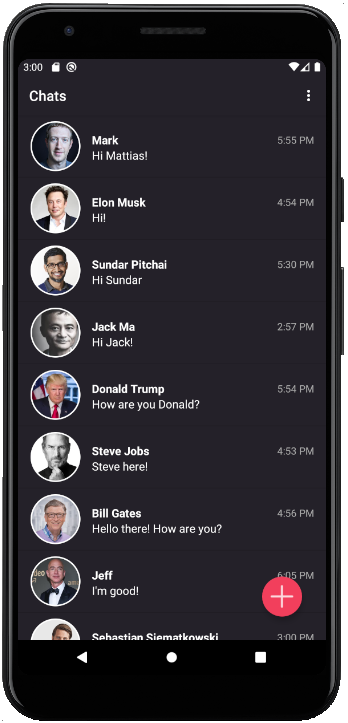 3:00
Chats
Mark 5:55 PM
Hi Mattias!
Elon Musk 4:54 PM
Hi!
Sundar Pitchai 5:30 PM
Hi Sundar
Jack Ma 2:57 PM
Hi Jack!
Donald Trump 5:54 PM
How are you Donald?
Steve Jobs 4:53 PM
Steve here!
Bill Gates 4:56 PM
Hello there! How are you?
Jeff 6:05 PM
I'm good!
Sebastian Siematkowski 3:00 PM